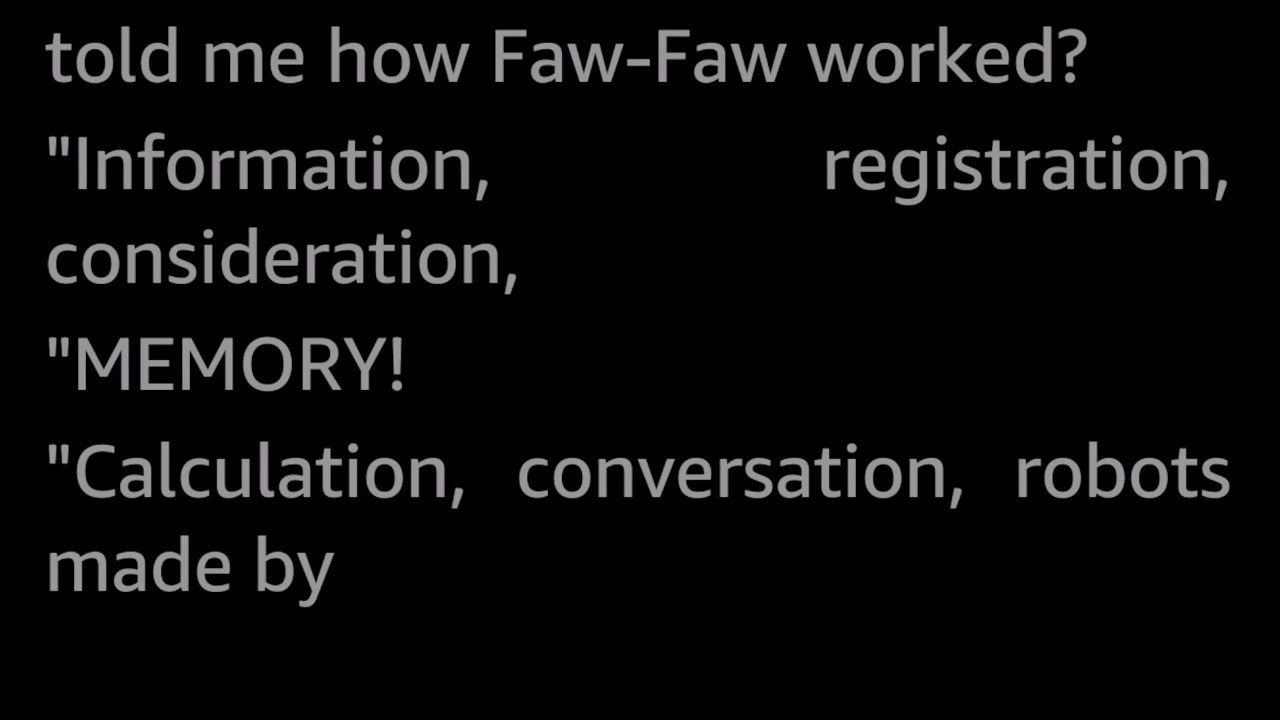 told me how Faw-Faw worked?
"Information, registration,
consideration,
"MEMORY!
"Calculation, conversation, robots
made by